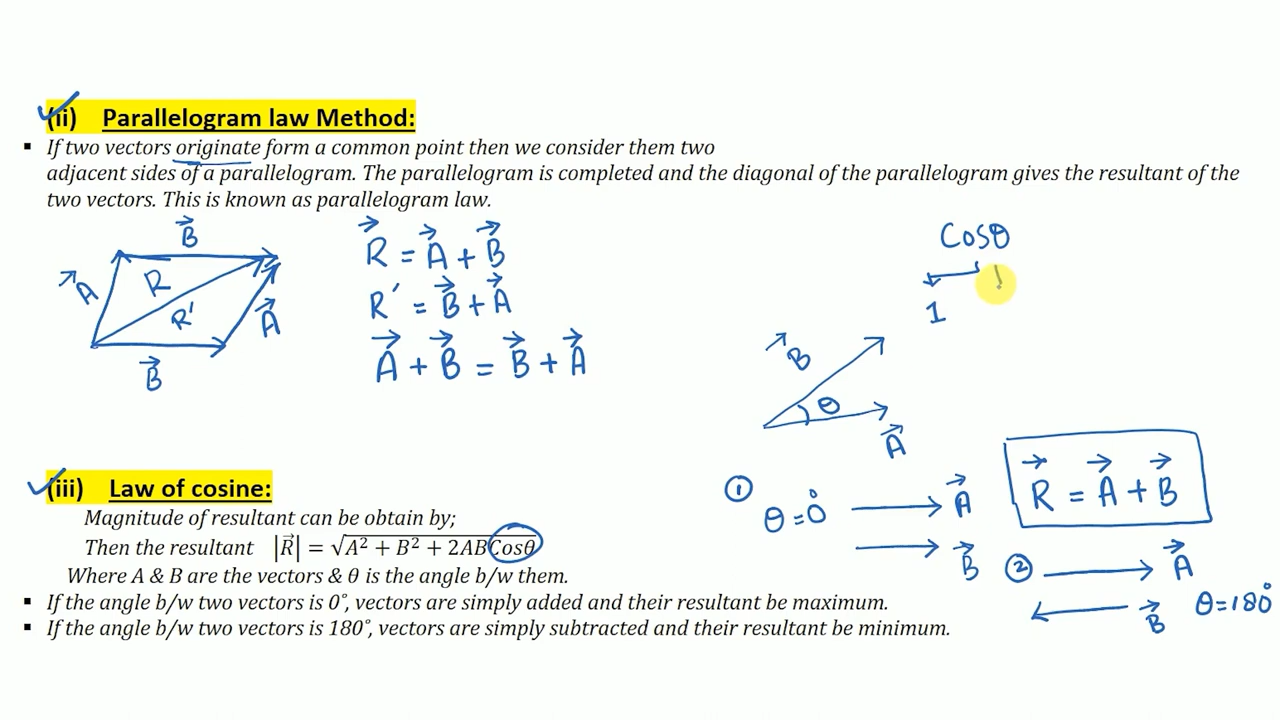 (ii) Parallelogram law Method:
▪ If two vectors originate form a common point then we consider them two
adjacent sides of a parallelogram. The parallelogram is completed and the diagonal of the parallelogram gives the resultant of the
two vectors. This is known as parallelogram law.
B⃗
A⃗
R
R'
A⃗
B⃗
R⃗ = A⃗ + B⃗
R' = B⃗ + A⃗
A⃗ + B⃗ = B⃗ + A⃗
Cosθ
1
B⃗
θ
A⃗
(iii) Law of cosine:
Magnitude of resultant can be obtain by;
Then the resultant |R⃗| = √A² + B² + 2ABCosθ
Where A & B are the vectors & θ is the angle b/w them.
▪ If the angle b/w two vectors is 0°, vectors are simply added and their resultant be maximum.
▪ If the angle b/w two vectors is 180°, vectors are simply subtracted and their resultant be minimum.
① θ = 0° A⃗
B⃗
R⃗ = A⃗ + B⃗
② A⃗
B⃗ θ = 180°